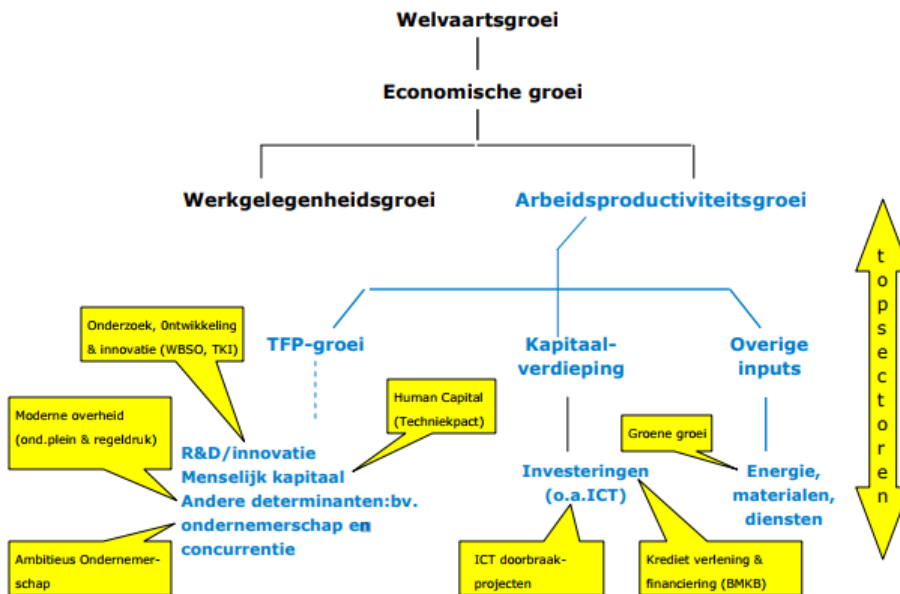 Welvaartsgroei
Economische groei
Werkgelegenheidsgroei
Arbeidsproductiviteitsgroei
topsectoren
Onderzoek, 0ntwikkeling
& innovatie (WBSO, TKI)
TFP-groei
Kapitaal-
verdieping
Overige
inputs
Moderne overheid
(ond.plein & regeldruk)
Human Capital
(Techniekpact)
Groene groei
R&D/innovatie
Menselijk kapitaal
Andere determinanten:bv.
ondernemerschap en
concurrentie
Investeringen
(o.a.ICT)
Energie,
materialen,
diensten
Ambitieus Ondernemer-
schap
ICT doorbraak-
projecten
Krediet verlening &
financiering (BMKB)